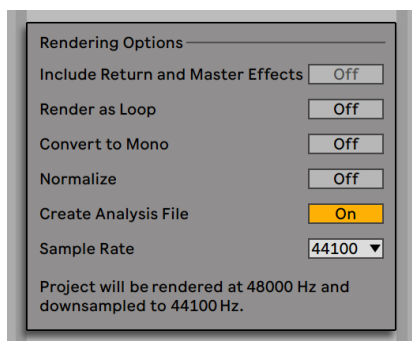 Rendering Options
Include Return and Master Effects Off
Render as Loop Off
Convert to Mono Off
Normalize Off
Create Analysis File On
Sample Rate 44100 ▼
Project will be rendered at 48000 Hz and
downsampled to 44100 Hz.